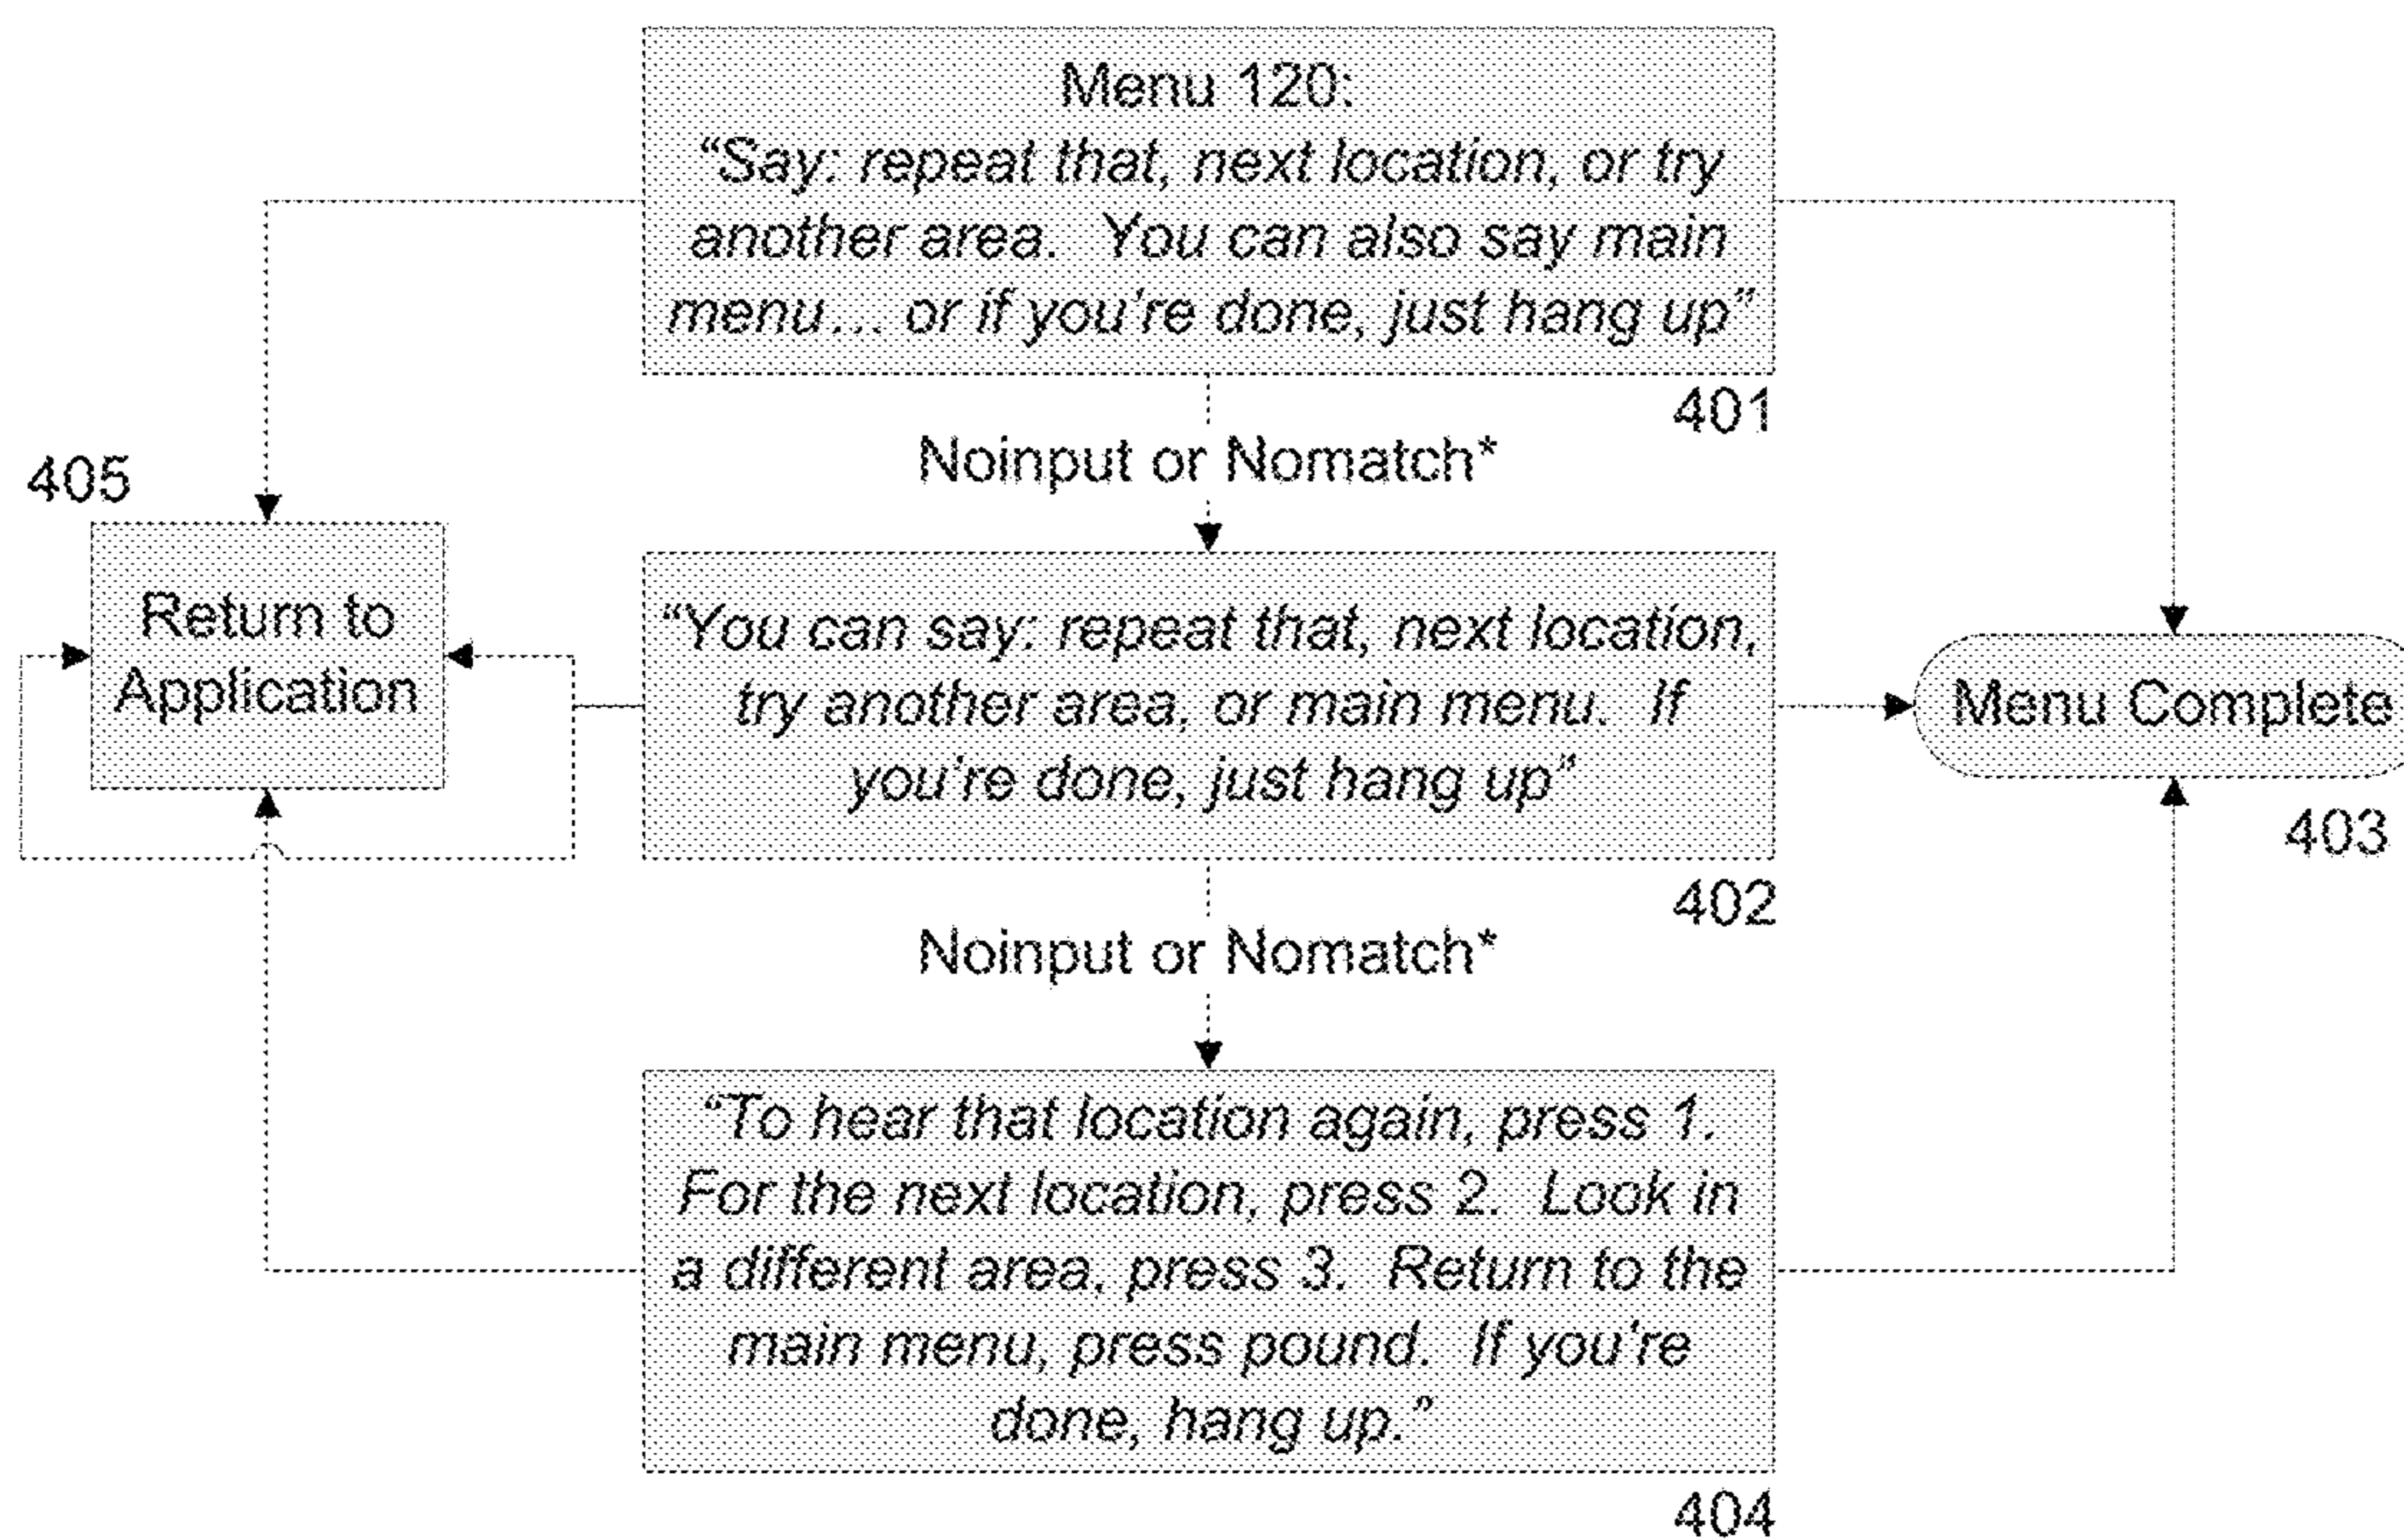 Menu 120:
“Say: repeat that, next location, or try
another area.  You can also say main
menu… or if you’re done, just hang up”
401
Noinput or Nomatch*
405
Return to
Application
“You can say: repeat that, next location,
try another area, or main menu.  If
you’re done, just hang up”
Menu Complete
403
402
Noinput or Nomatch*
“To hear that location again, press 1.
For the next location, press 2.  Look in
a different area, press 3.  Return to the
main menu, press pound.  If you’re
done, hang up.”
404